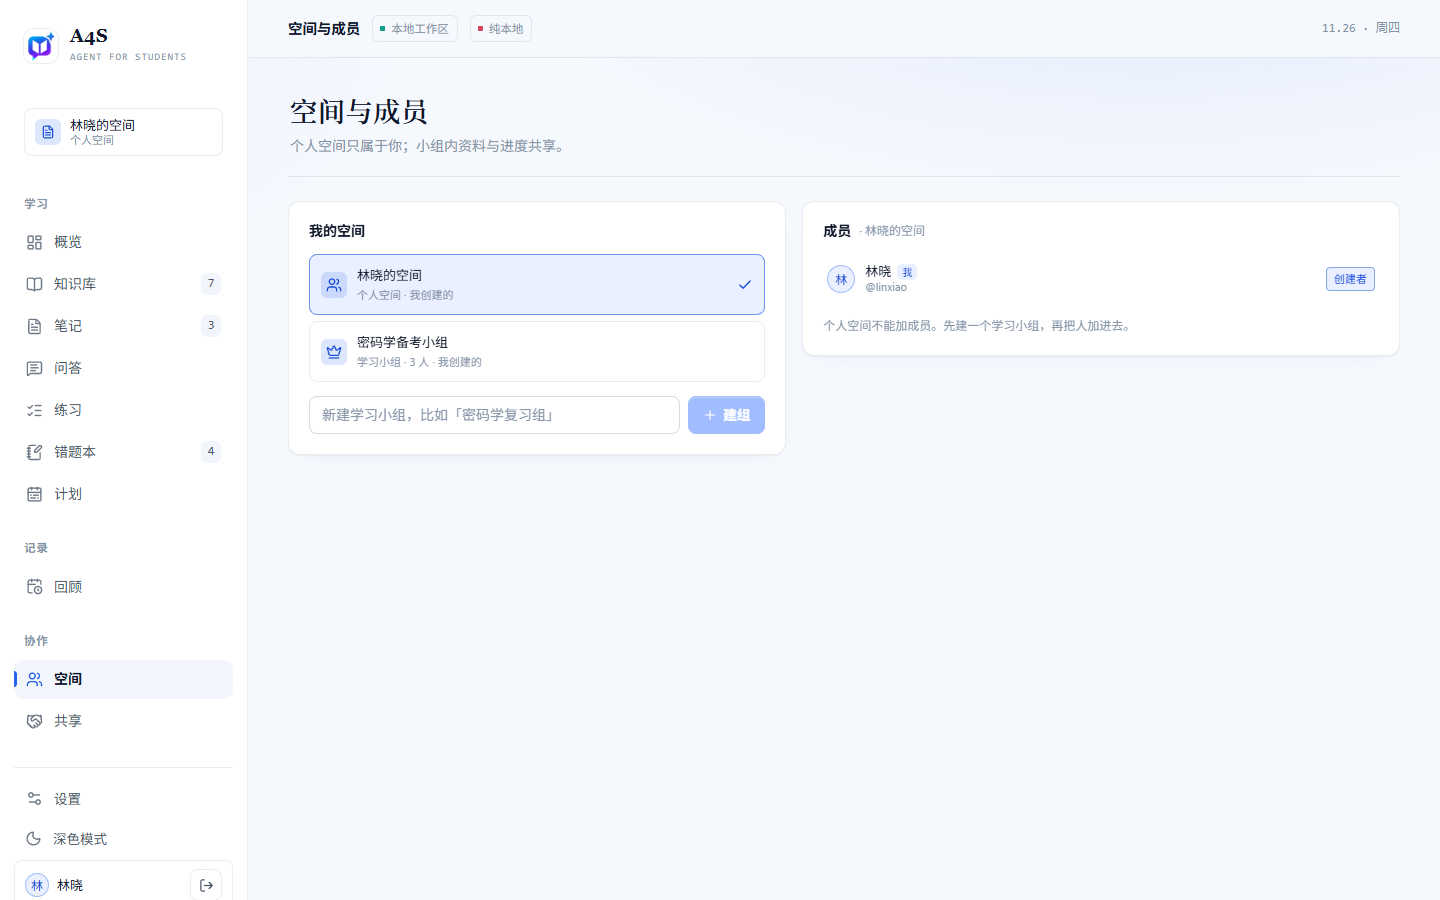 A4S
AGENT FOR STUDENTS
林晓的空间
个人空间
学习
概览
知识库 7
笔记 3
问答
练习
错题本 4
计划
记录
回顾
协作
空间
共享
设置
深色模式
林 林晓
空间与成员 本地工作区 纯本地 11.26 · 周四
空间与成员
个人空间只属于你；小组内资料与进度共享。
我的空间
林晓的空间
个人空间 · 我创建的
密码学备考小组
学习小组 · 3 人 · 我创建的
新建学习小组，比如「密码学复习组」 建组
成员 · 林晓的空间
林 林晓 我
@linxiao
创建者
个人空间不能加成员。先建一个学习小组，再把人加进去。